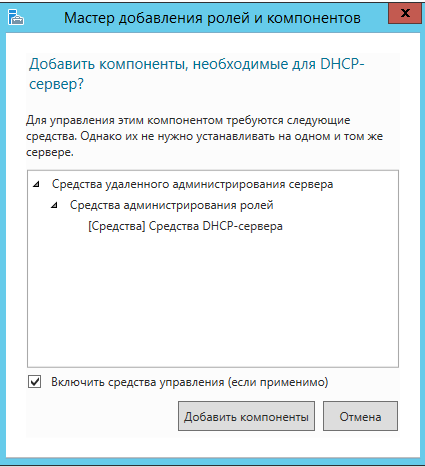 Мастер добавления ролей и компонентов
x
Добавить компоненты, необходимые для DHCP-
сервер?
Для управления этим компонентом требуются следующие
средства. Однако их не нужно устанавливать на одном и том же
сервере.
Средства удаленного администрирования сервера
Средства администрирования ролей
[Средства] Средства DHCP-сервера
Включить средства управления (если применимо)
Добавить компоненты
Отмена